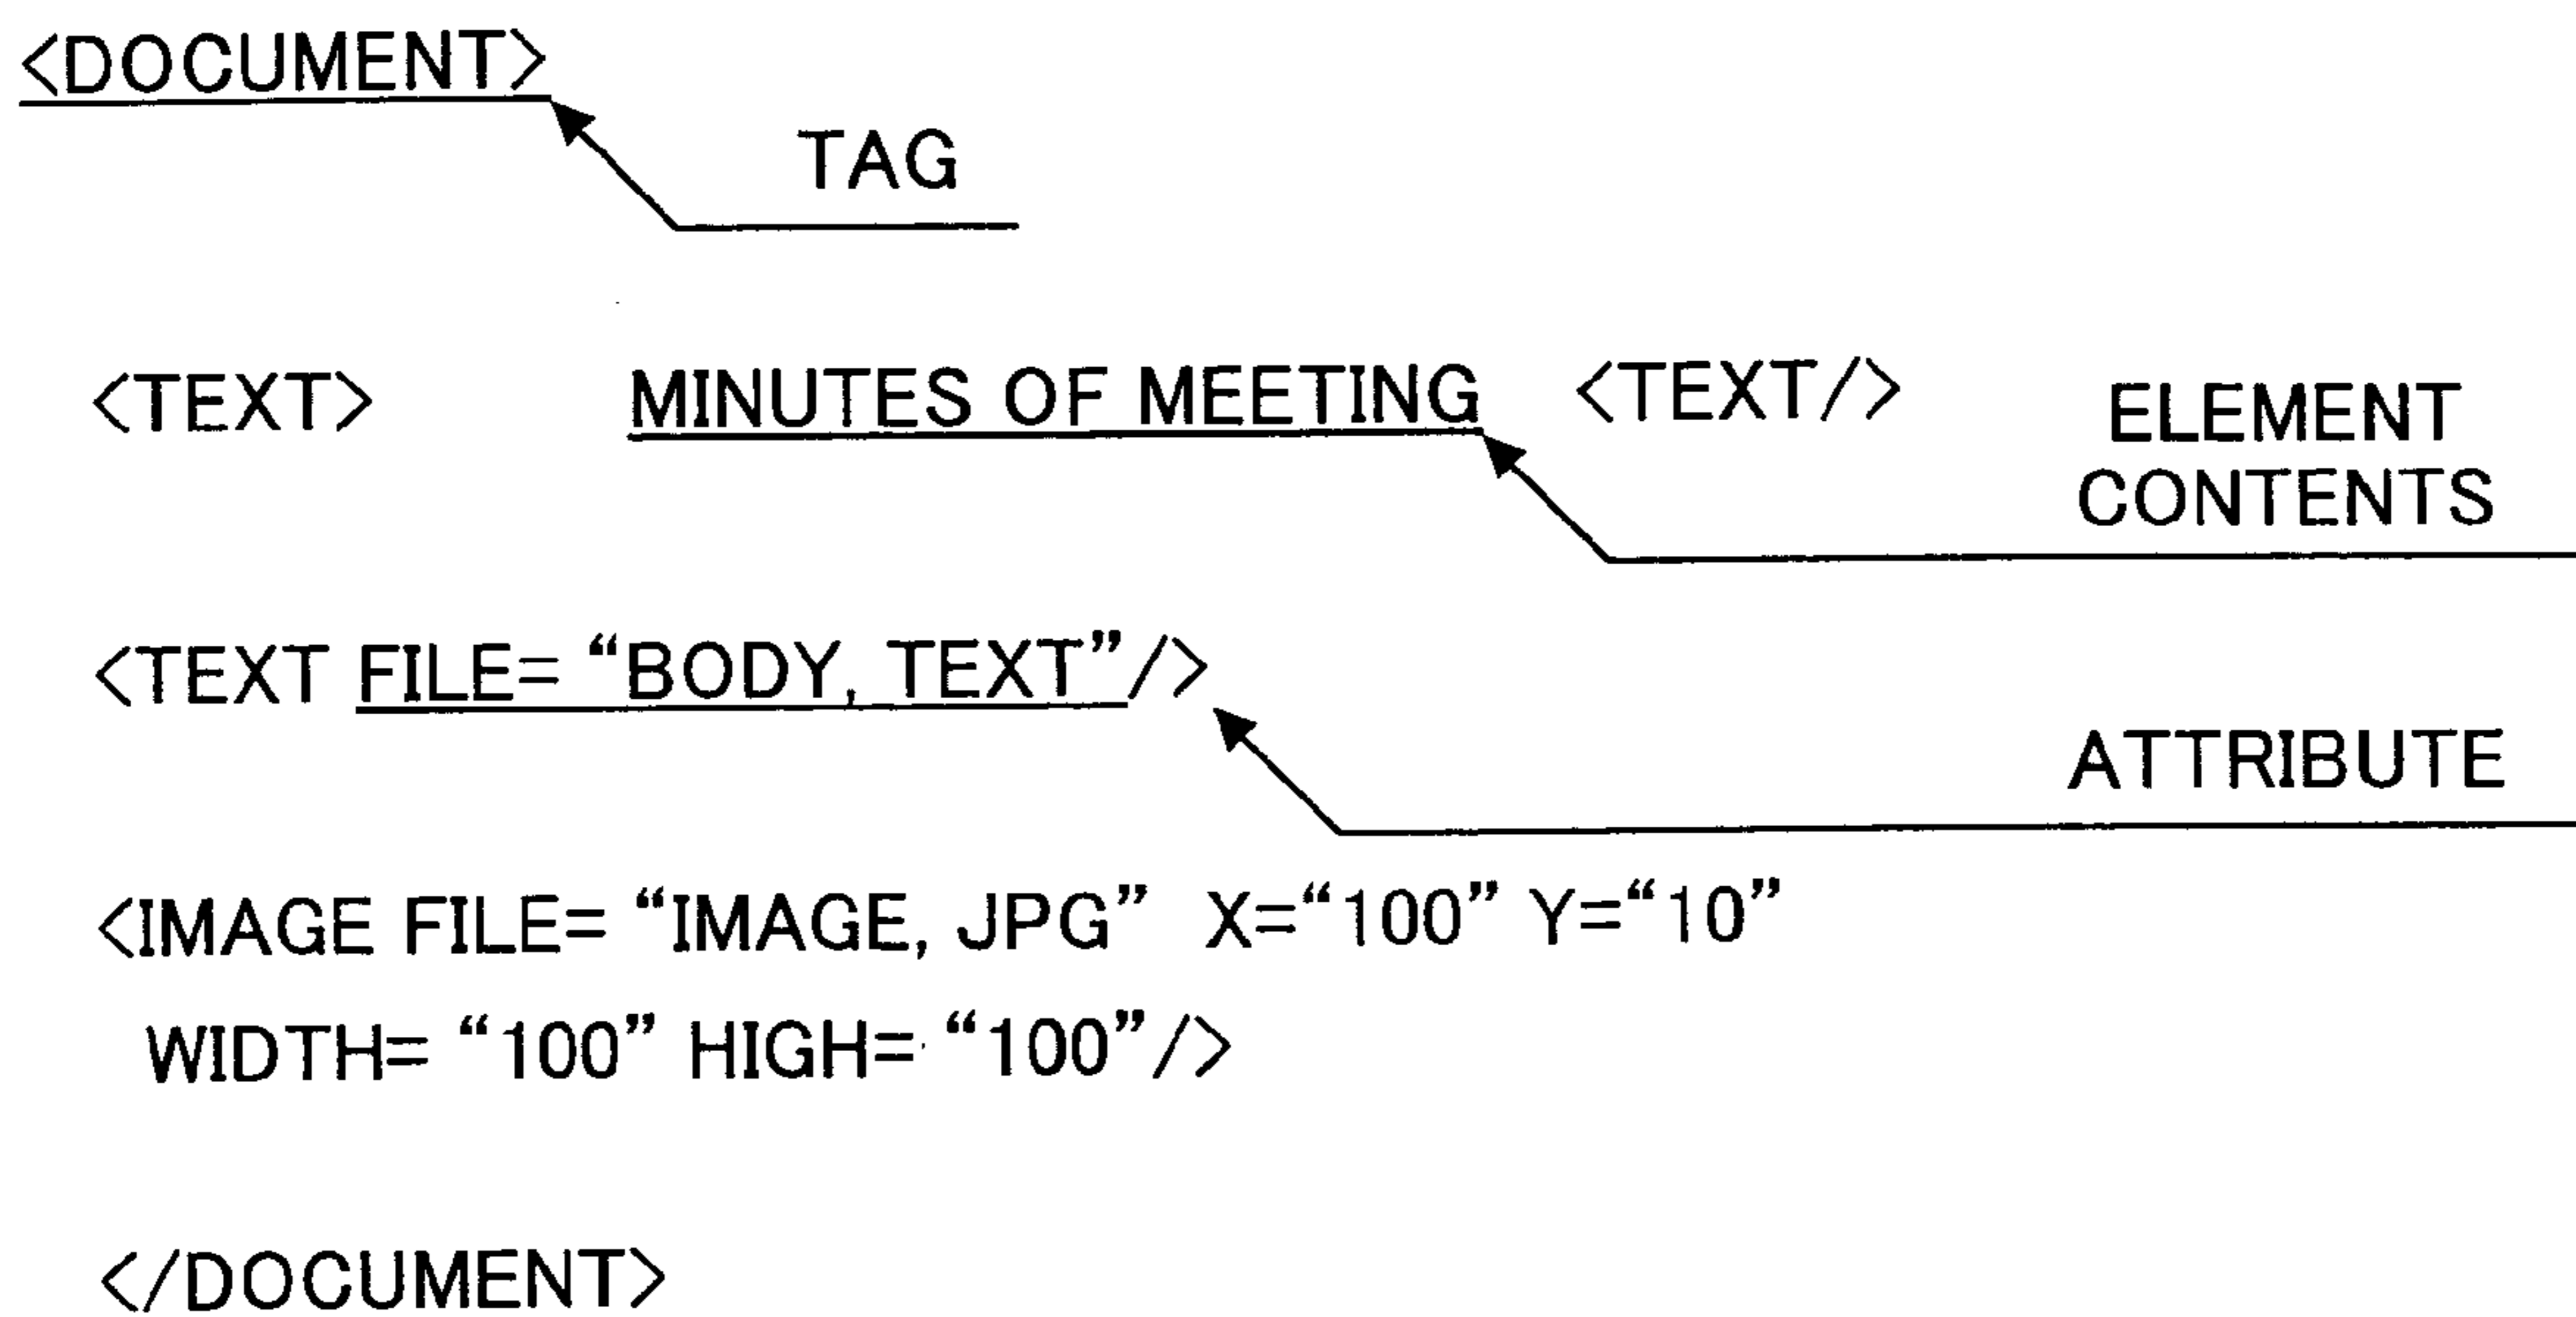 <DOCUMENT>
TAG
<TEXT> MINUTES OF MEETING <TEXT/>
ELEMENT
CONTENTS
<TEXT FILE= “BODY, TEXT”/>
ATTRIBUTE
<IMAGE FILE= “IMAGE, JPG” X=“100” Y=“10”
WIDTH= “100” HIGH= “100”/>
</DOCUMENT>